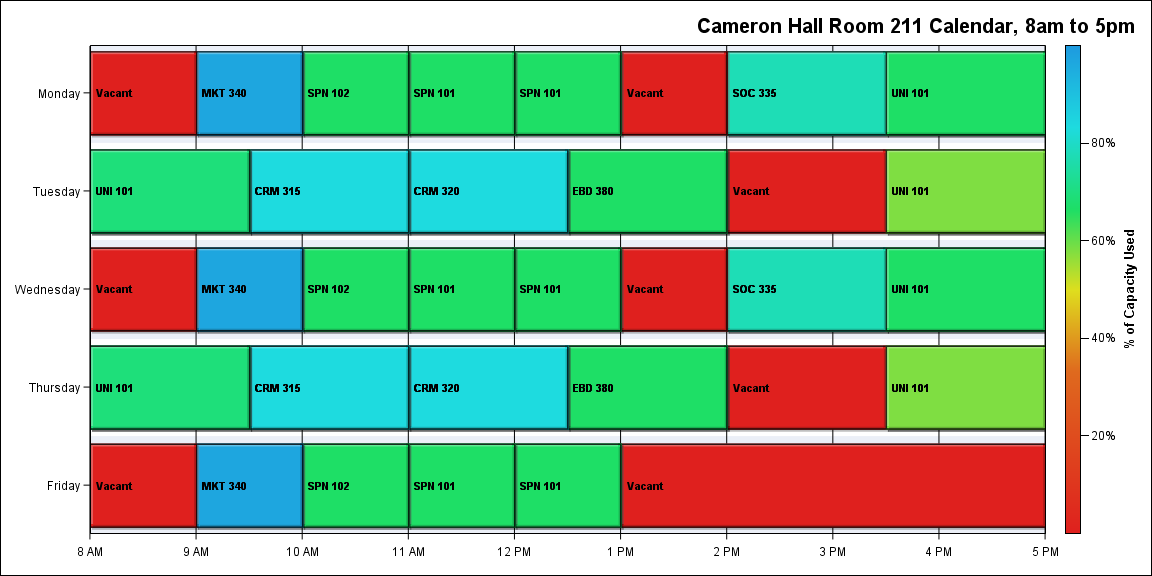 Cameron Hall Room 211 Calendar, 8am to 5pm
Monday Vacant MKT 340 SPN 102 SPN 101 SPN 101 Vacant SOC 335 UNI 101
Tuesday UNI 101 CRM 315 CRM 320 EBD 380 Vacant UNI 101
Wednesday Vacant MKT 340 SPN 102 SPN 101 SPN 101 Vacant SOC 335 UNI 101
Thursday UNI 101 CRM 315 CRM 320 EBD 380 Vacant UNI 101
Friday Vacant MKT 340 SPN 102 SPN 101 SPN 101 Vacant
8 AM 9 AM 10 AM 11 AM 12 PM 1 PM 2 PM 3 PM 4 PM 5 PM
80%
60%
40%
20%
% of Capacity Used